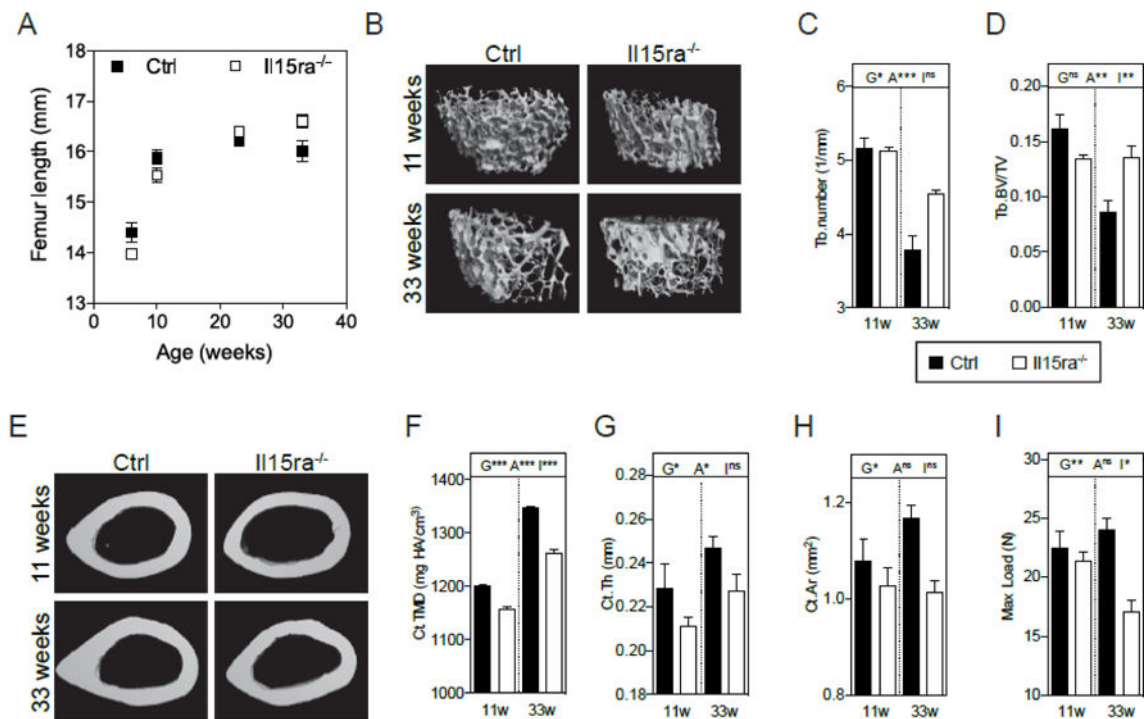 A
Femur length (mm)
18
17
16
15
14
13
0 10 20 30 40
Age (weeks)
Ctrl Il15ra-/-
B
Ctrl Il15ra-/-
11 weeks
33 weeks
C
G* A*** Ins
Tb.number (1/mm)
6
5
4
3
11w 33w
D
Gns A** I**
Tb.BV/TV
0.20
0.15
0.10
0.05
0.00
11w 33w
Ctrl Il15ra-/-
E
Ctrl Il15ra-/-
11 weeks
33 weeks
F
G*** A*** I***
Ct.TMD (mg HA/cm3)
1400
1300
1200
1100
1000
11w 33w
G
G* A* Ins
Ct.Th (mm)
0.28
0.26
0.24
0.22
0.20
0.18
11w 33w
H
G* Ans Ins
Ct.Ar (mm2)
1.2
1.0
0.8
11w 33w
I
G** Ans I*
Max Load (N)
30
25
20
15
10
11w 33w